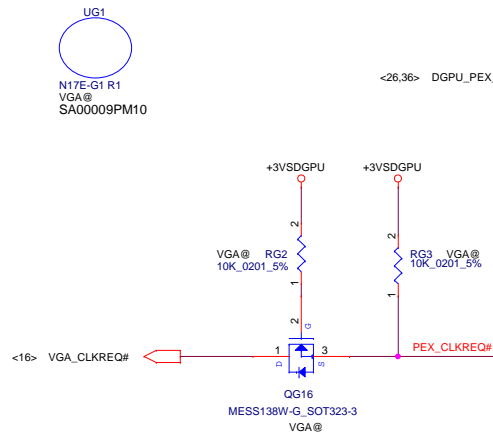 UG1
N17E-G1 R1
VGA@
SA00009PM10
<26,36> DGPU_PEX_
+3VSDGPU
+3VSDGPU
2
2
VGA@ RG2
10K_0201_5%
RG3 VGA@
10K_0201_5%
1
1
2
G
<16> VGA_CLKREQ#
1
3
PEX_CLKREQ#
D
S
QG16
MESS138W-G_SOT323-3
VGA@